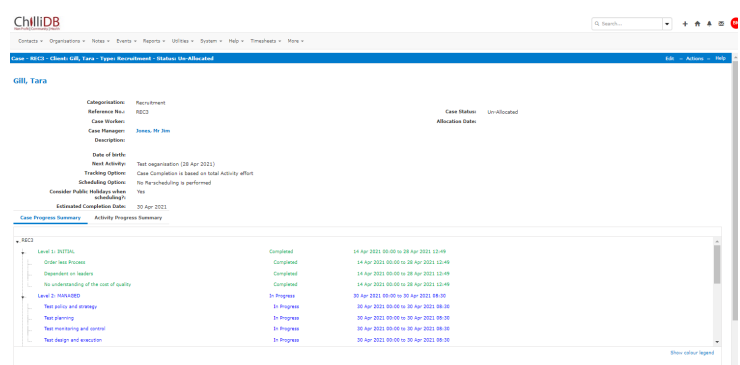 ChilliDB
Search...
Contacts Organisations Notes Events Reports Utilities System Help Timesheets More
Case - REC3 - Client: Gill, Tara - Type: Recruitment - Status: Un-Allocated Edit Actions Help
Gill, Tara
Categorisation: Recruitment
Reference No.: REC3 Case Status: Un-Allocated
Case Worker: Allocation Date:
Case Manager: Jones, Mr Jim
Description:
Date of birth:
Next Activity: Test oeganisation (28 Apr 2021)
Tracking Option: Case Completion is based on total Activity effort
Scheduling Option: No Re-scheduling is performed
Consider Public Holidays when scheduling?: Yes
Estimated Completion Date: 30 Apr 2021
Case Progress Summary Activity Progress Summary
REC3
Level 1: INITIAL Completed 14 Apr 2021 00:00 to 28 Apr 2021 12:49
Order less Process Completed 14 Apr 2021 00:00 to 28 Apr 2021 12:49
Dependent on leaders Completed 14 Apr 2021 00:00 to 28 Apr 2021 12:49
No understanding of the cost of quality Completed 14 Apr 2021 00:00 to 28 Apr 2021 12:49
Level 2: MANAGED In Progress 30 Apr 2021 00:00 to 30 Apr 2021 08:30
Test policy and strategy In Progress 30 Apr 2021 00:00 to 30 Apr 2021 08:30
Test planning In Progress 30 Apr 2021 00:00 to 30 Apr 2021 08:30
Test monitoring and control In Progress 30 Apr 2021 00:00 to 30 Apr 2021 08:30
Test design and execution In Progress 30 Apr 2021 00:00 to 30 Apr 2021 08:30
Show colour legend